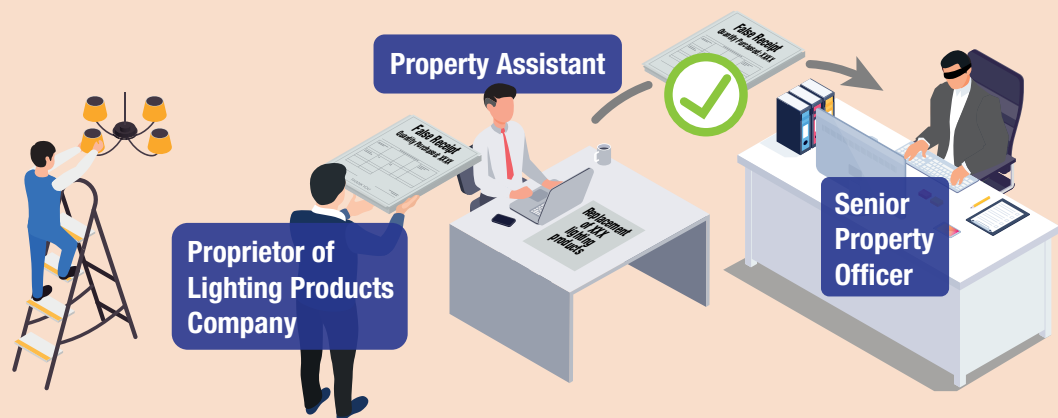 Property Assistant
False Receipt
Quantity Purchased: XXX
False Receipt
Quantity Purchased: XXX
Replacement
of XXX
lighting
products
Proprietor of
Lighting Products
Company
Senior
Property
Officer